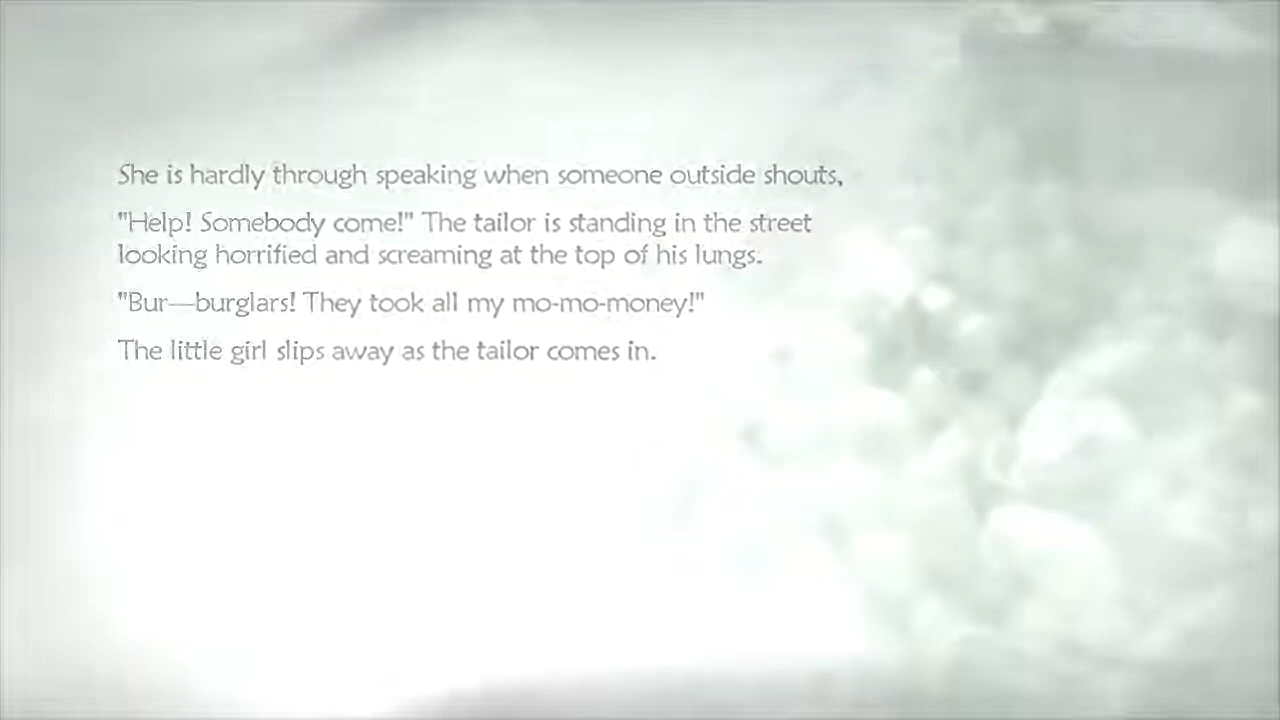 She is hardly through speaking when someone outside shouts,
"Help! Somebody come!" The tailor is standing in the street
looking horrified and screaming at the top of his lungs.
"Bur—burglars! They took all my mo-mo-money!"
The little girl slips away as the tailor comes in.